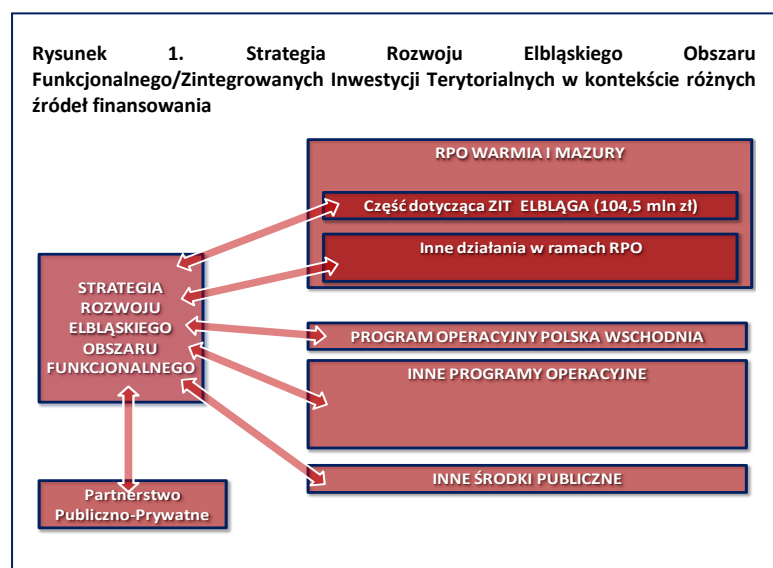 Rysunek 1. Strategia Rozwoju Elbląskiego Obszaru
Funkcjonalnego/Zintegrowanych Inwestycji Terytorialnych w kontekście różnych
źródeł finansowania
RPO WARMIA I MAZURY
Część dotycząca ZIT ELBLĄGA (104,5 mln zł)
Inne działania w ramach RPO
STRATEGIA
ROZWOJU
ELBLĄSKIEGO
OBSZARU
FUNKCJONALNEGO
PROGRAM OPERACYJNY POLSKA WSCHODNIA
INNE PROGRAMY OPERACYJNE
INNE ŚRODKI PUBLICZNE
Partnerstwo
Publiczno-Prywatne